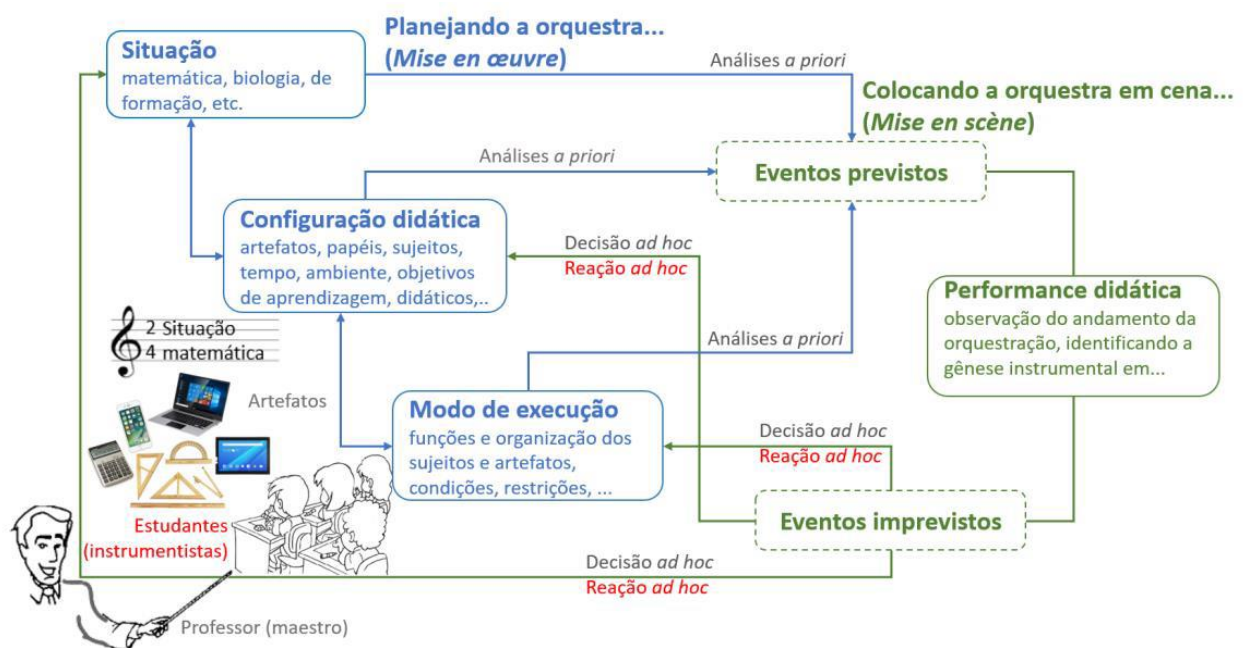 Planejando a orquestra...
(Mise en œuvre)
Situação
matemática, biologia, de
formação, etc.
Análises a priori
Colocando a orquestra em cena...
(Mise en scène)
Análises a priori
Eventos previstos
Configuração didática
artefatos, papéis, sujeitos,
tempo, ambiente, objetivos
de aprendizagem, didáticos,..
Decisão ad hoc
Reação ad hoc
Performance didática
observação do andamento da
orquestração, identificando a
gênese instrumental em...
2 Situação
4 matemática
Análises a priori
Artefatos
Modo de execução
funções e organização dos
sujeitos e artefatos,
condições, restrições, ...
Decisão ad hoc
Reação ad hoc
Eventos imprevistos
Estudantes
(instrumentistas)
Decisão ad hoc
Reação ad hoc
Professor (maestro)